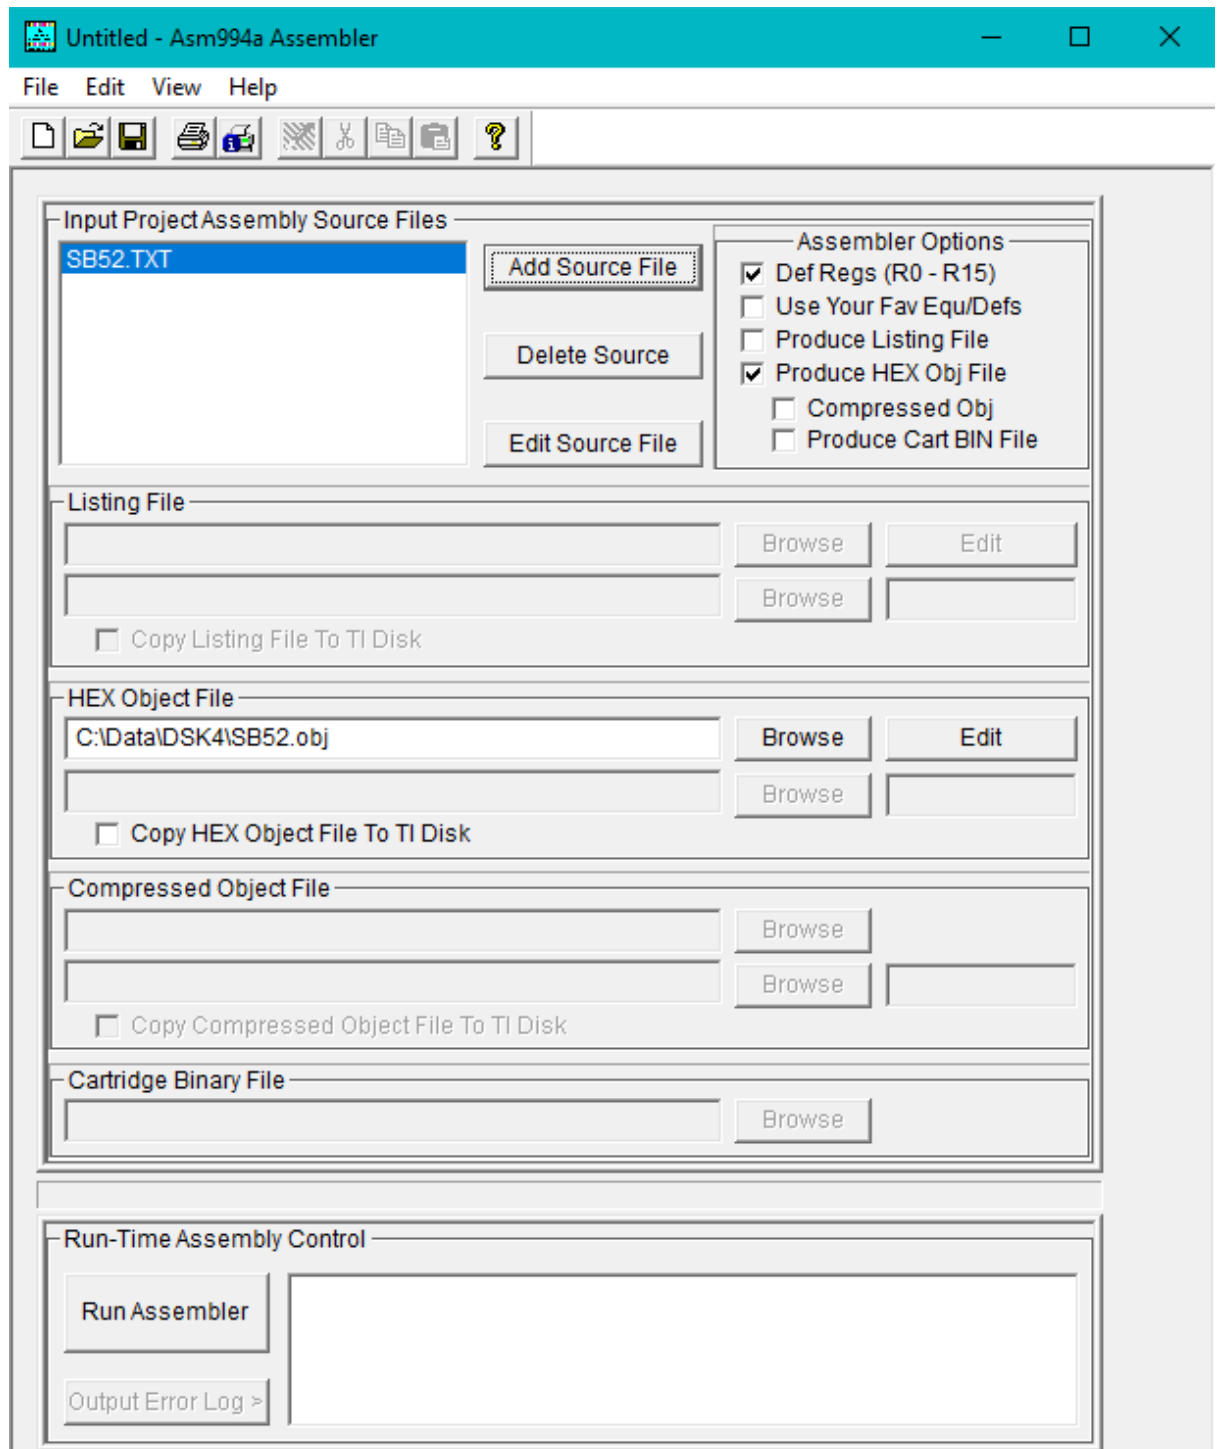 Untitled - Asm994a Assembler
File Edit View Help
Input Project Assembly Source Files
SB52.TXT
Add Source File
Delete Source
Edit Source File
Assembler Options
Def Regs (R0 - R15)
Use Your Fav Equ/Defs
Produce Listing File
Produce HEX Obj File
Compressed Obj
Produce Cart BIN File
Listing File
Browse Edit
Browse
Copy Listing File To TI Disk
HEX Object File
C:\Data\DSK4\SB52.obj Browse Edit
Browse
Copy HEX Object File To TI Disk
Compressed Object File
Browse
Browse
Copy Compressed Object File To TI Disk
Cartridge Binary File
Browse
Run-Time Assembly Control
Run Assembler
Output Error Log >